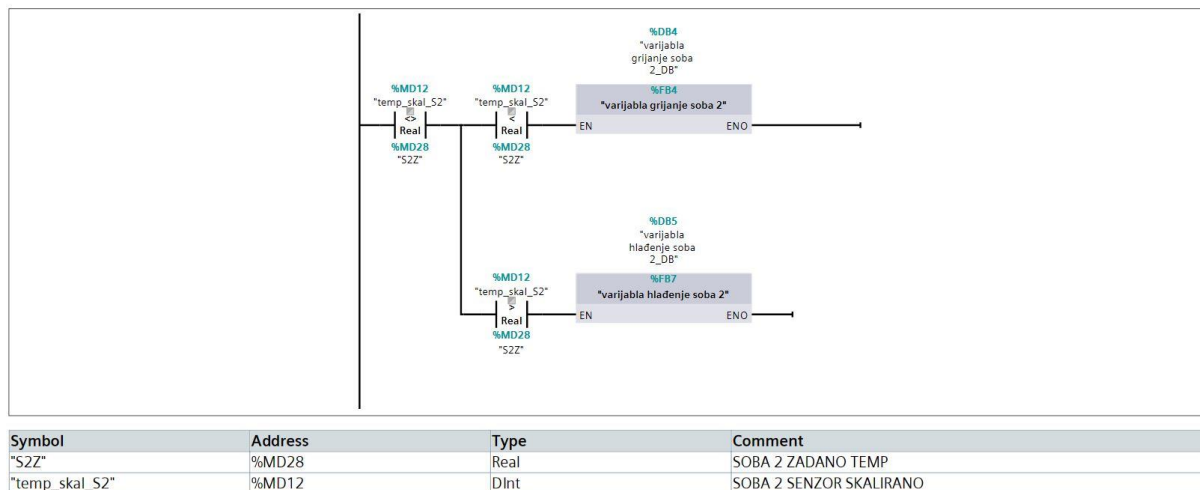 %DB4
"varijabla
grijanje soba
2_DB"
%MD12
"temp_skal_S2"
<>
Real
%MD28
"S2Z"
%MD12
"temp_skal_S2"
<
Real
%MD28
"S2Z"
%FB4
"varijabla grijanje soba 2"
EN ENO
%DB5
"varijabla
hlađenje soba
2_DB"
%MD12
"temp_skal_S2"
>
Real
%MD28
"S2Z"
%FB7
"varijabla hlađenje soba 2"
EN ENO
Symbol Address Type Comment
"S2Z" %MD28 Real SOBA 2 ZADANO TEMP
"temp_skal_S2" %MD12 DInt SOBA 2 SENZOR SKALIRANO